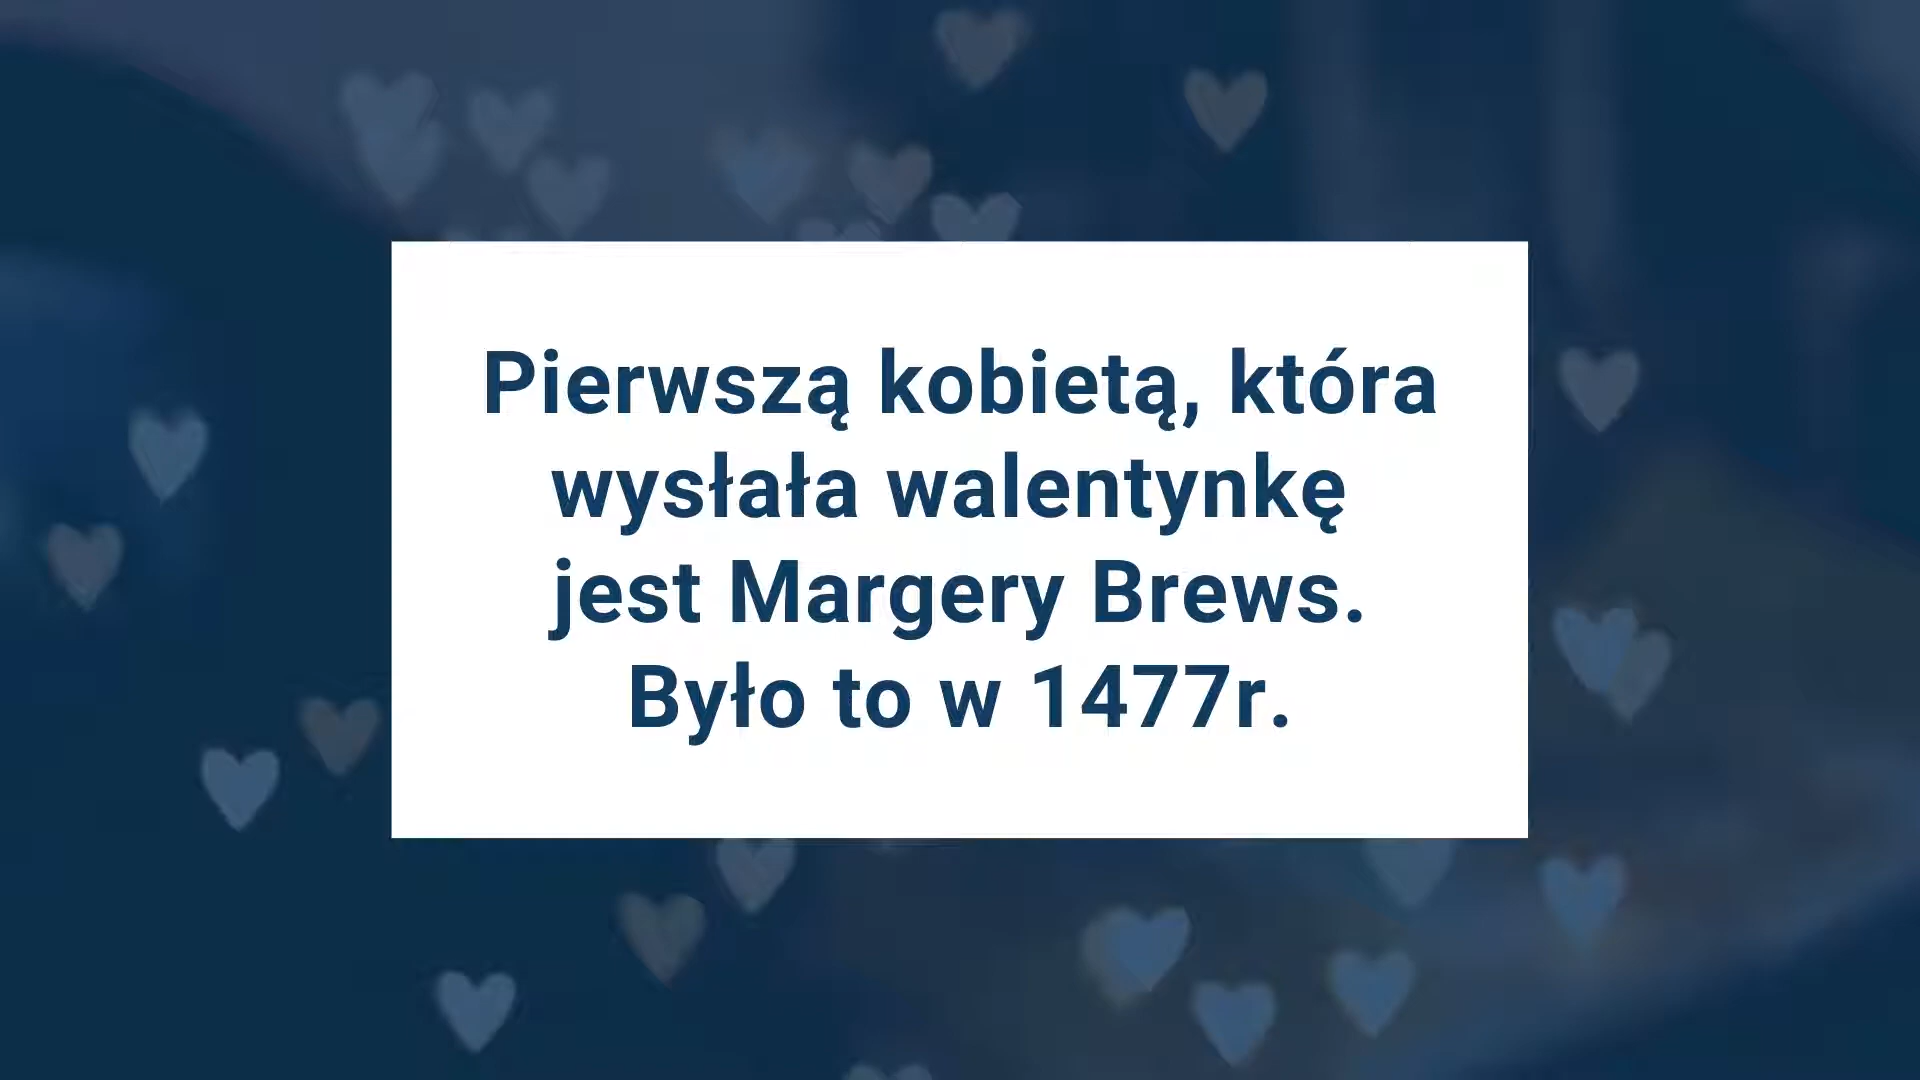 Pierwszą kobietą, która
wysłała walentynkę
jest Margery Brews.
Było to w 1477r.